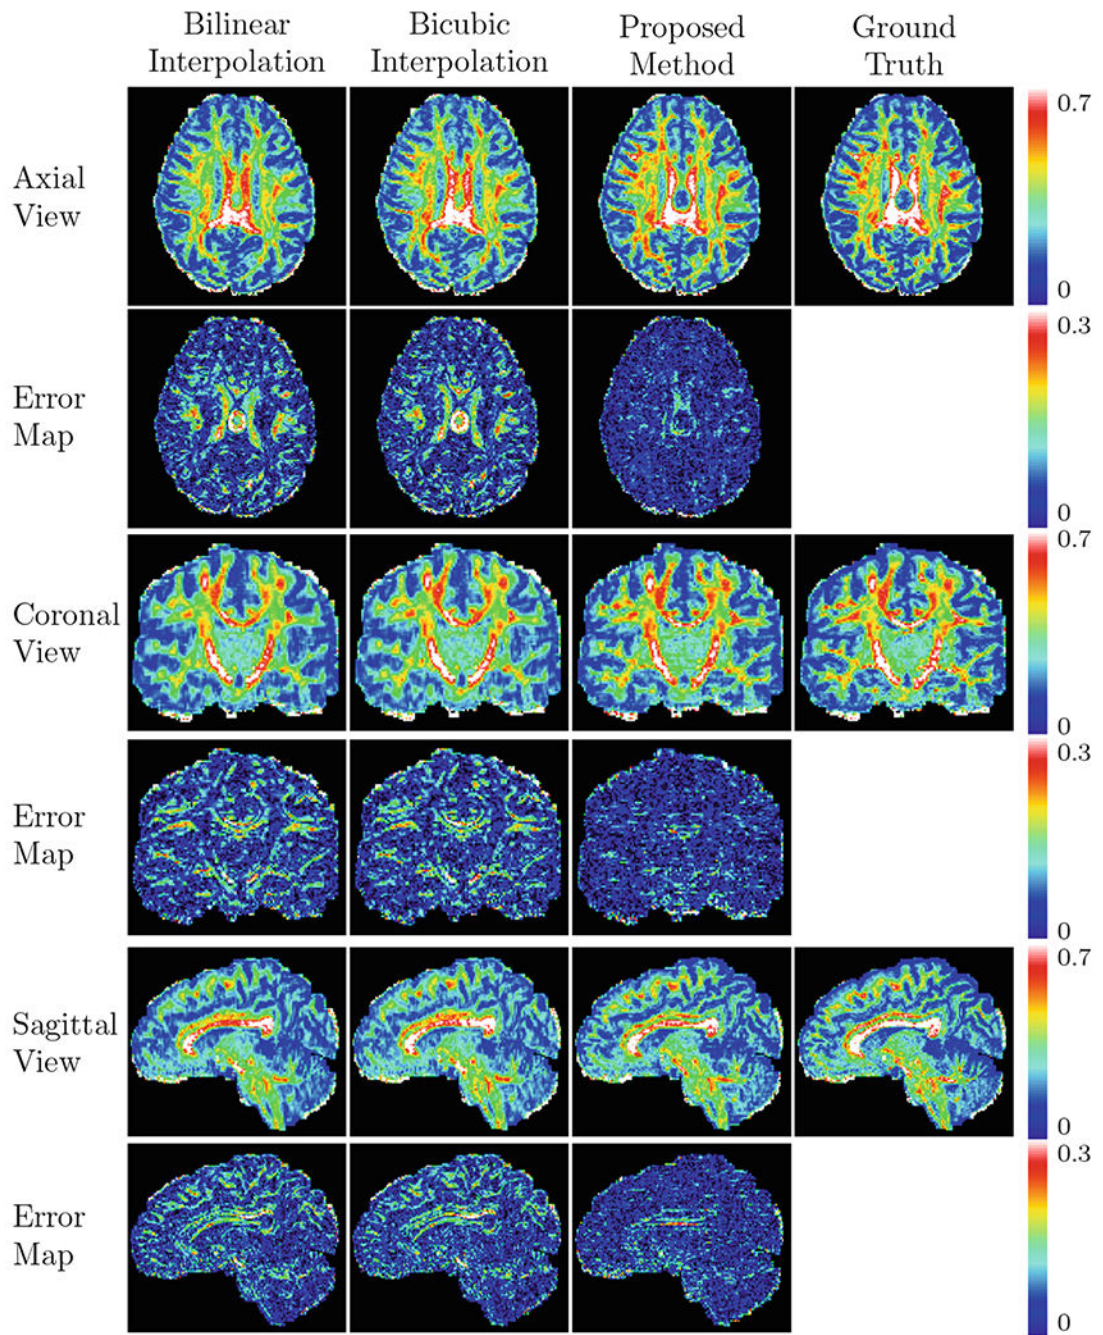 Bilinear
Interpolation
Bicubic
Interpolation
Proposed
Method
Ground
Truth
Axial
View
0.7
0
Error
Map
0.3
0
Coronal
View
0.7
0
Error
Map
0.3
0
Sagittal
View
0.7
0
Error
Map
0.3
0